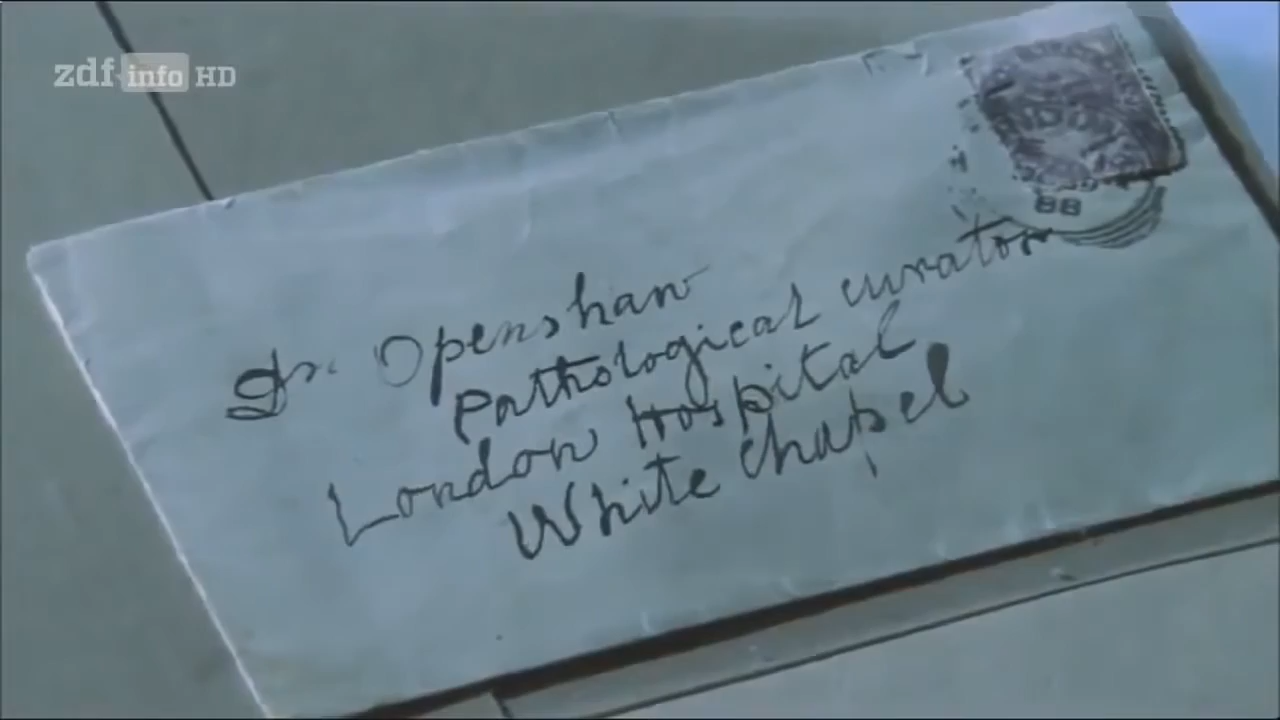 zdf info HD
88
Dr. Openshaw
Pathological curator
London Hospital
White chapel